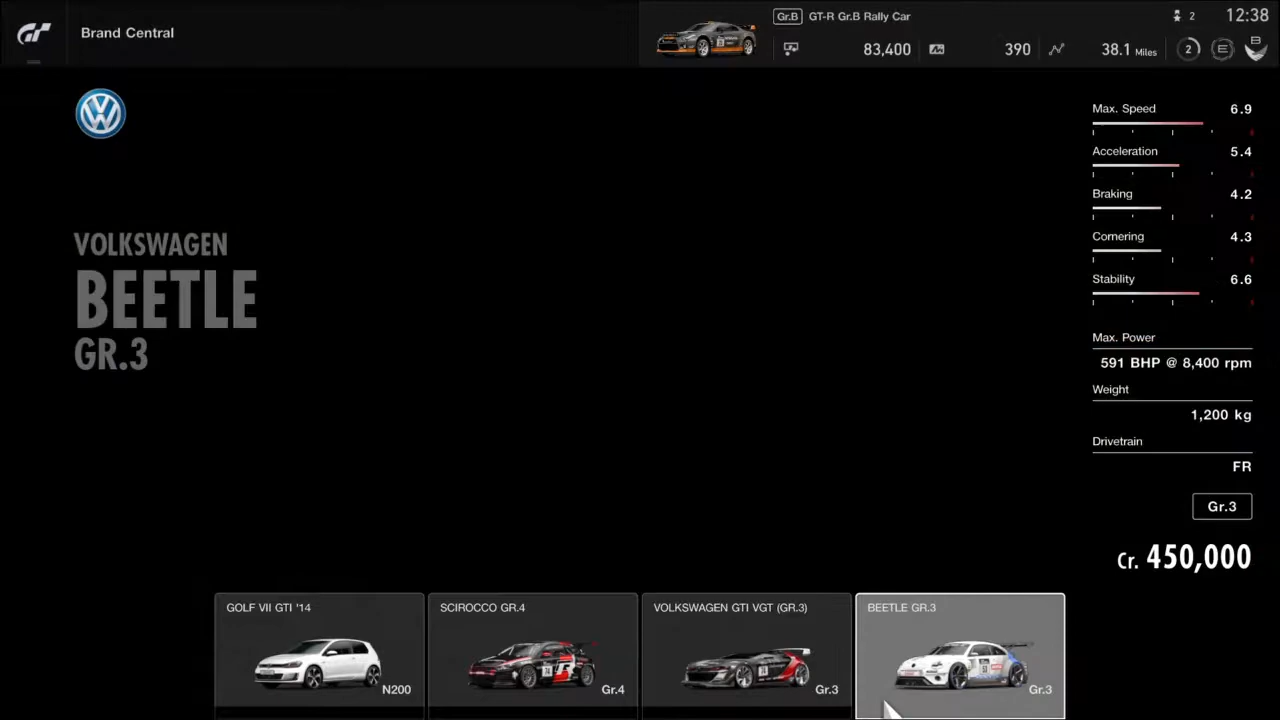 Brand Central
Gr.B GT-R Gr.B Rally Car
2 12:38
83,400 390 38.1 Miles 2 E B
VOLKSWAGEN
BEETLE
GR.3
Max. Speed 6.9
Acceleration 5.4
Braking 4.2
Cornering 4.3
Stability 6.6
Max. Power
591 BHP @ 8,400 rpm
Weight
1,200 kg
Drivetrain
FR
Gr.3
Cr. 450,000
GOLF VII GTI '14
N200
SCIROCCO GR.4
Gr.4
VOLKSWAGEN GTI VGT (GR.3)
Gr.3
BEETLE GR.3
Gr.3